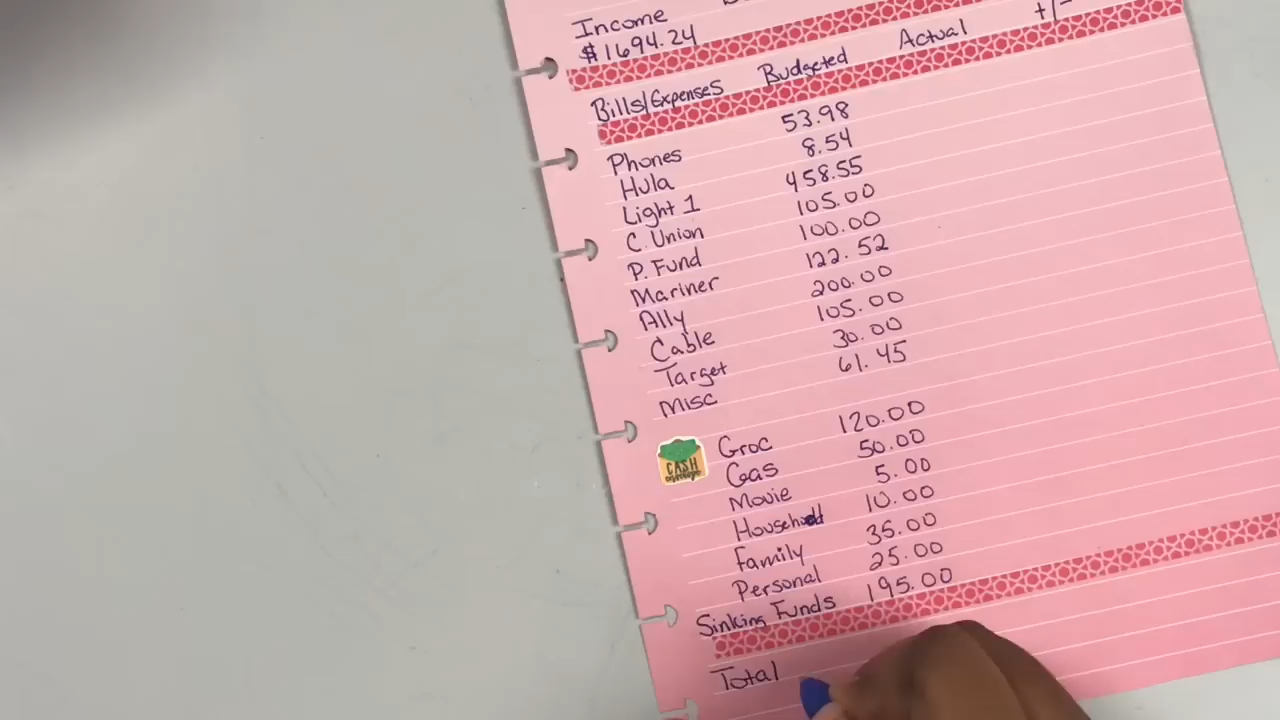 Income
$1694.24
Bills/Expenses Budgeted Actual +/-
Phones 53.98
Hula 8.54
Light 1 458.55
C. Union 105.00
P. Fund 100.00
Mariner 122.52
Ally 200.00
Cable 105.00
Target 30.00
Misc 61.45
CASH
Groc 120.00
Gas 50.00
Movie 5.00
Household 10.00
Family 35.00
Personal 25.00
Sinking Funds 195.00
Total